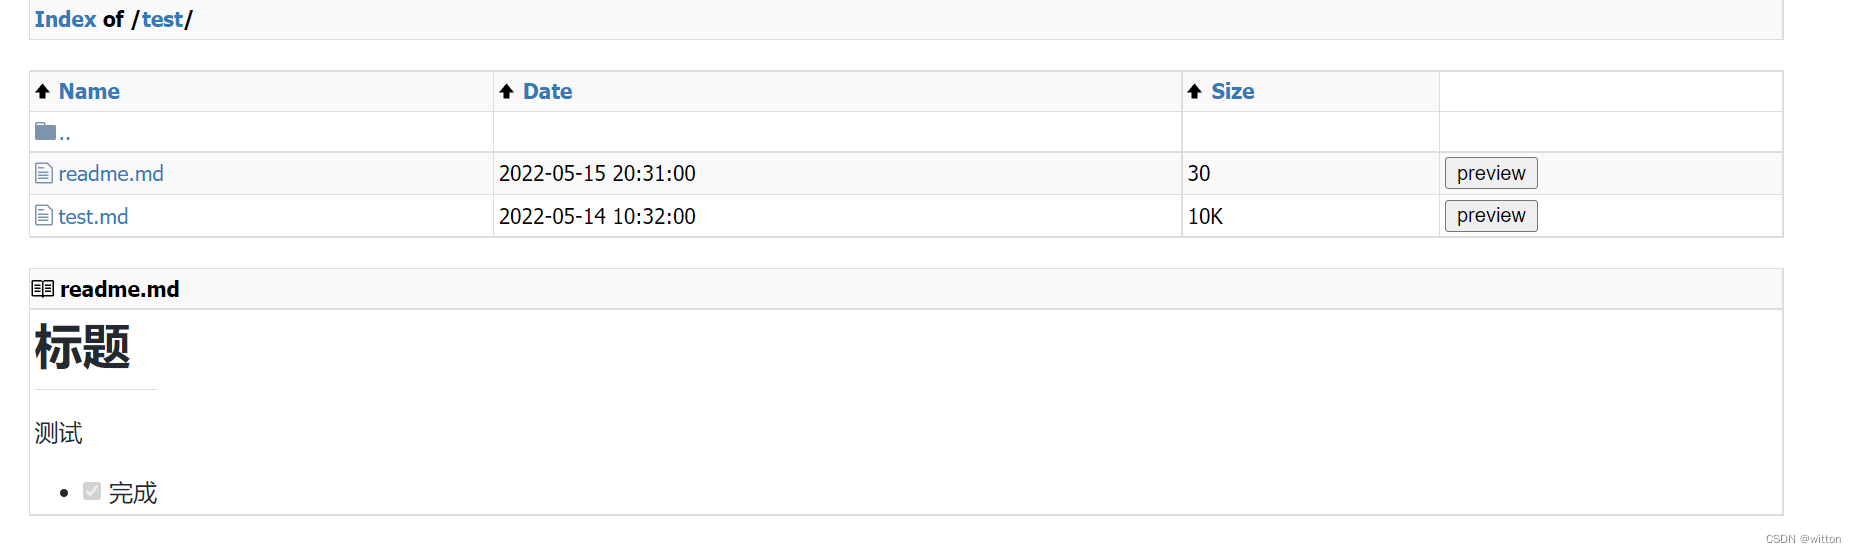 Index of /test/
Name Date Size
..
readme.md 2022-05-15 20:31:00 30 preview
test.md 2022-05-14 10:32:00 10K preview
readme.md
标题
测试
完成
CSDN @witton